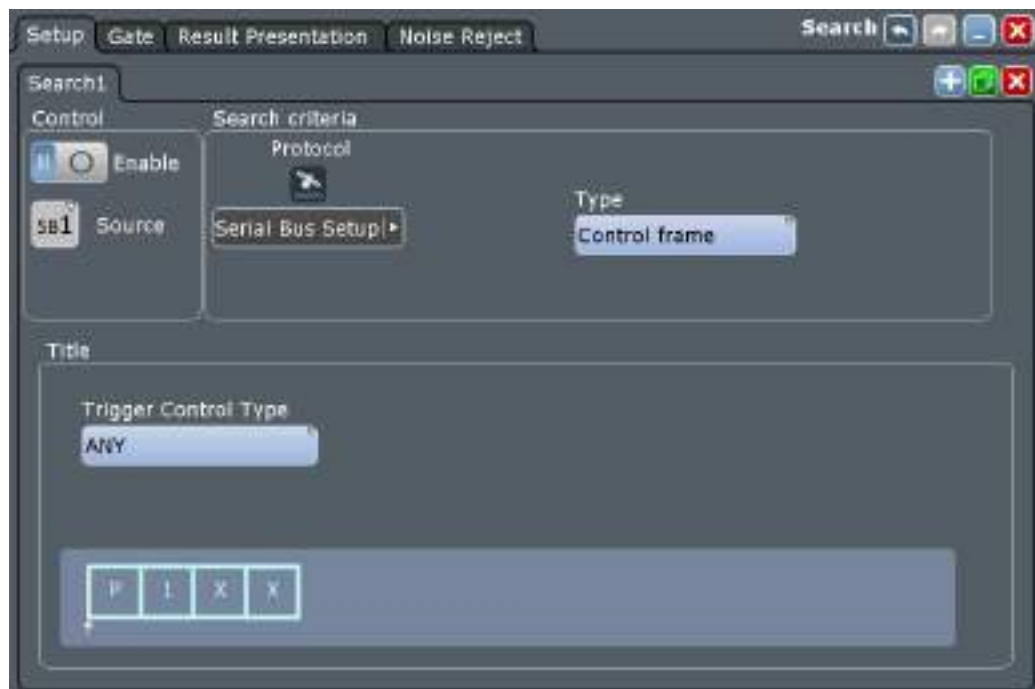 Setup Gate Result Presentation Noise Reject Search
Search1
Control Search criteria
Protocol
Enable
Type
SB1 Source Serial Bus Setup Control frame
Title
Trigger Control Type
ANY
P 1 X X